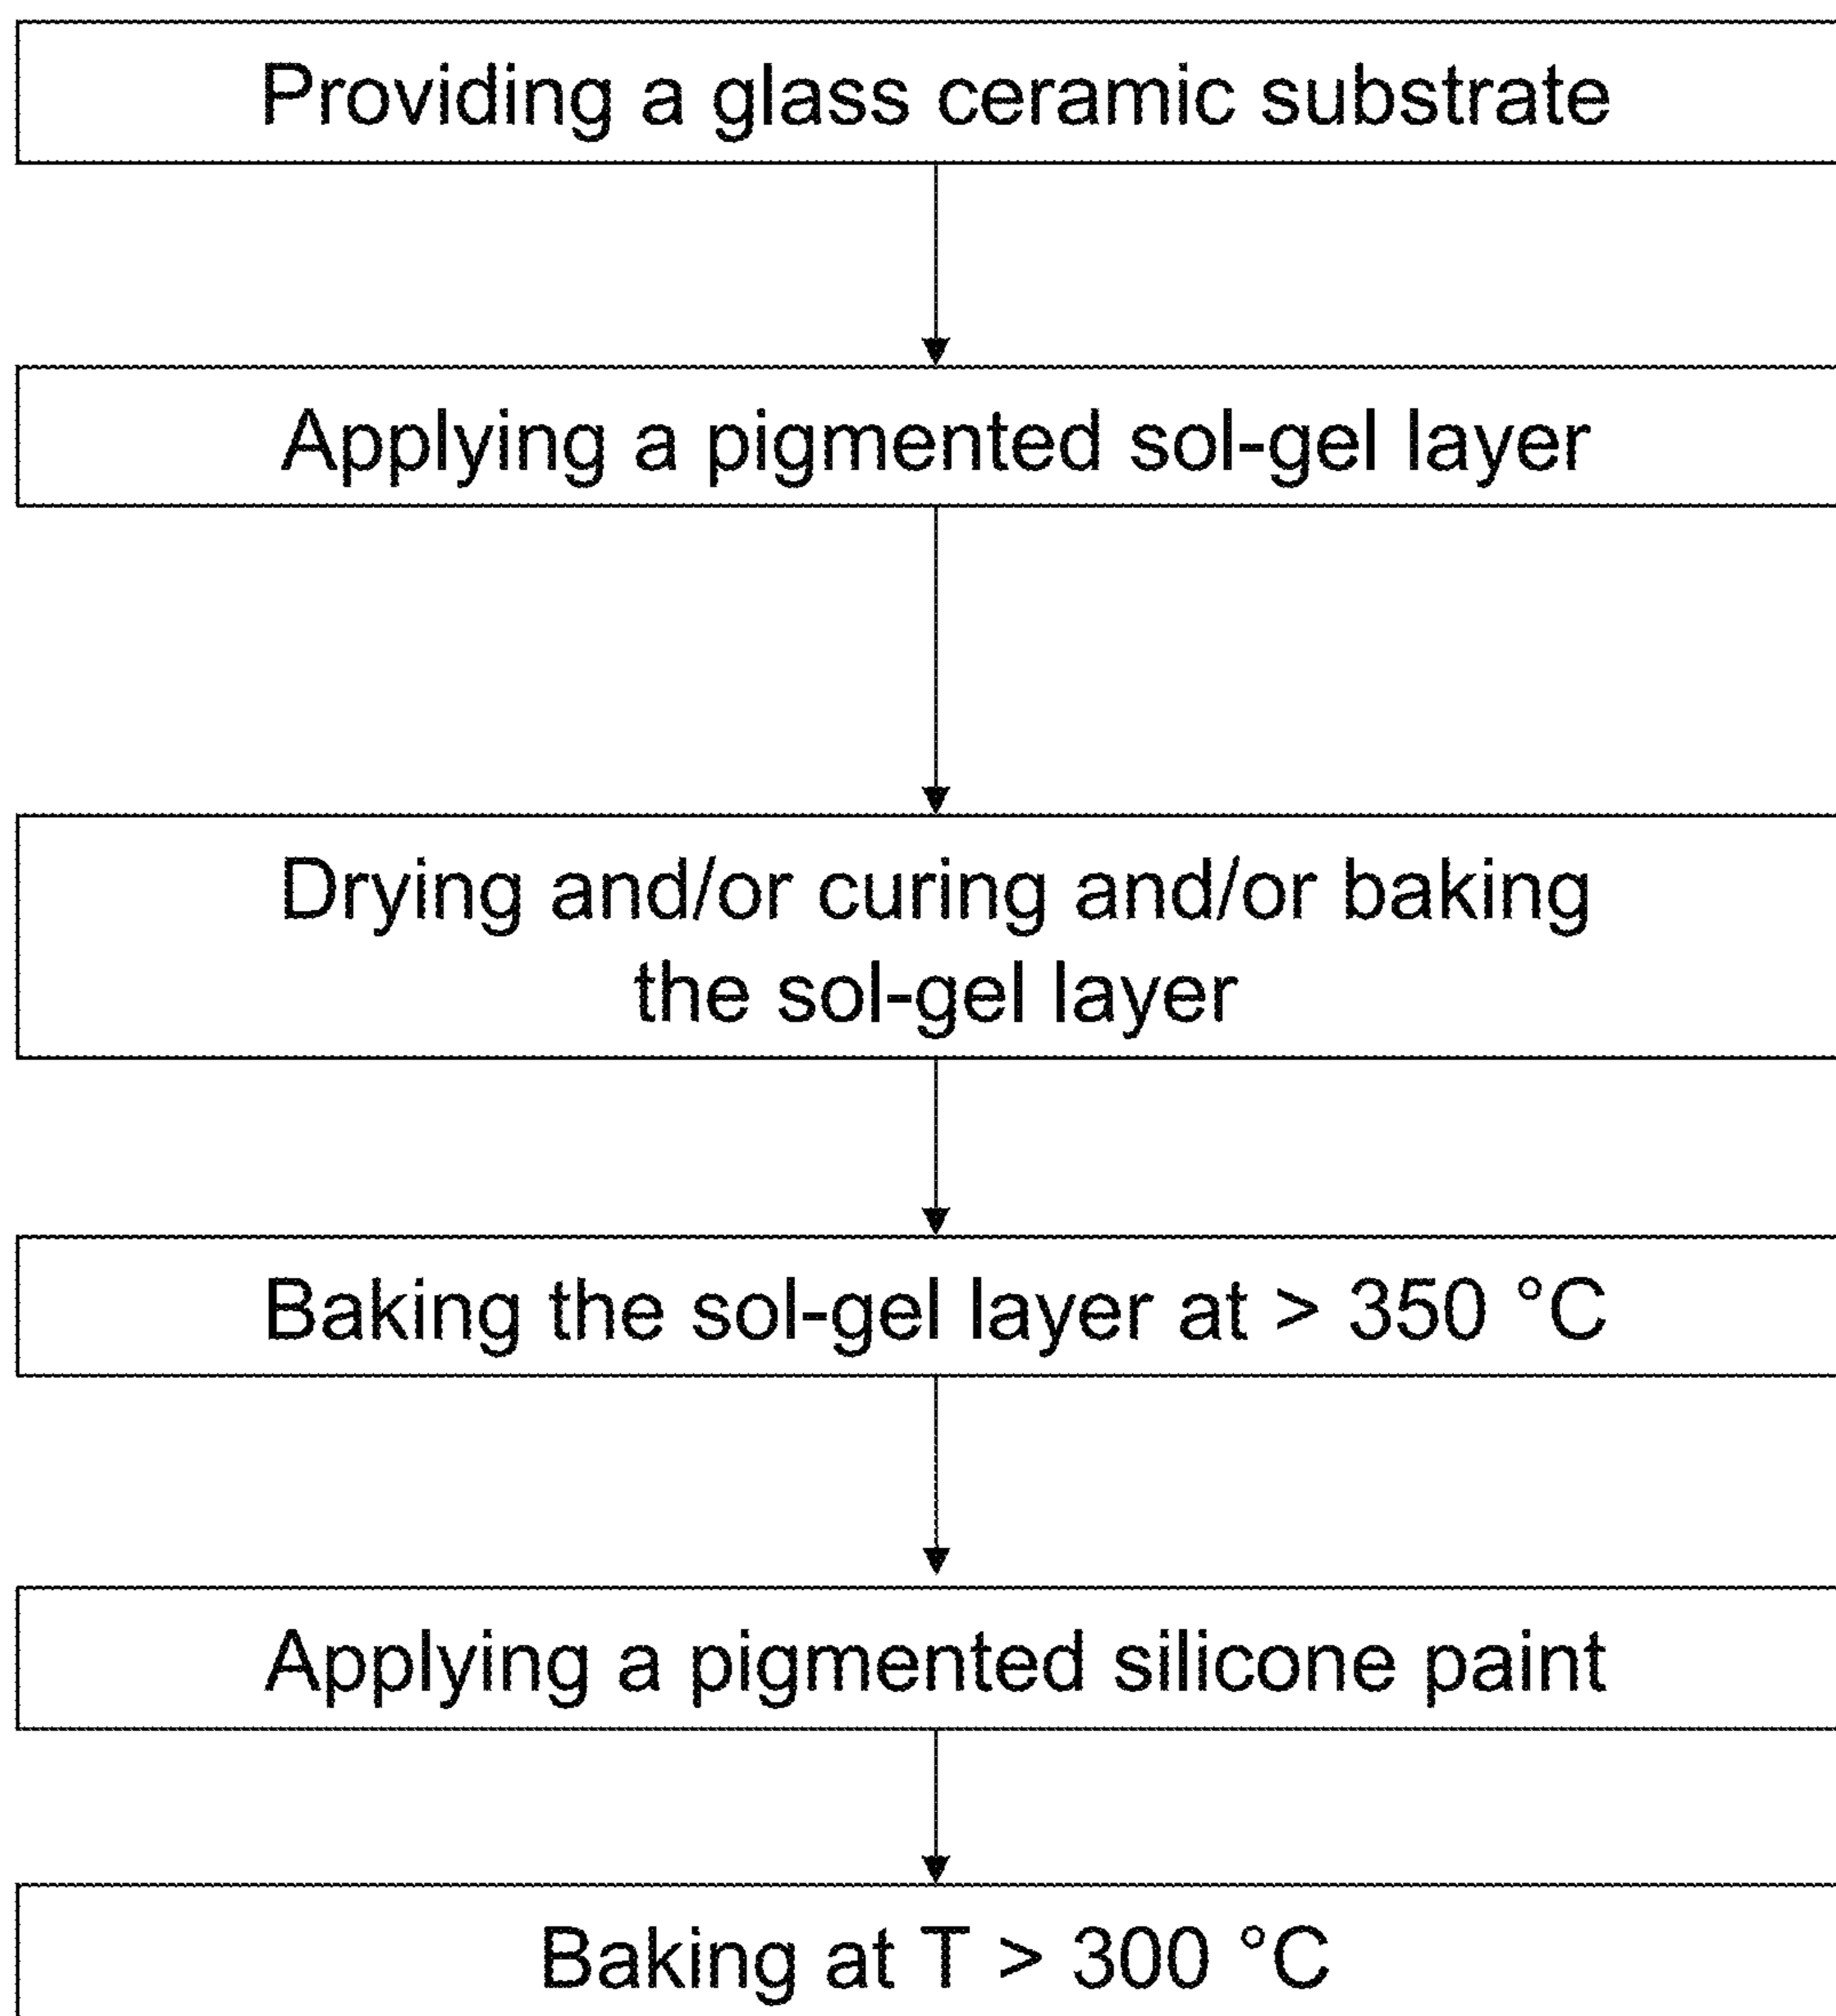 Providing a glass ceramic substrate
Applying a pigmented sol-gel layer
Drying and/or curing and/or baking
the sol-gel layer
Baking the sol-gel layer at > 350 °C
Applying a pigmented silicone paint
Baking at T > 300 °C